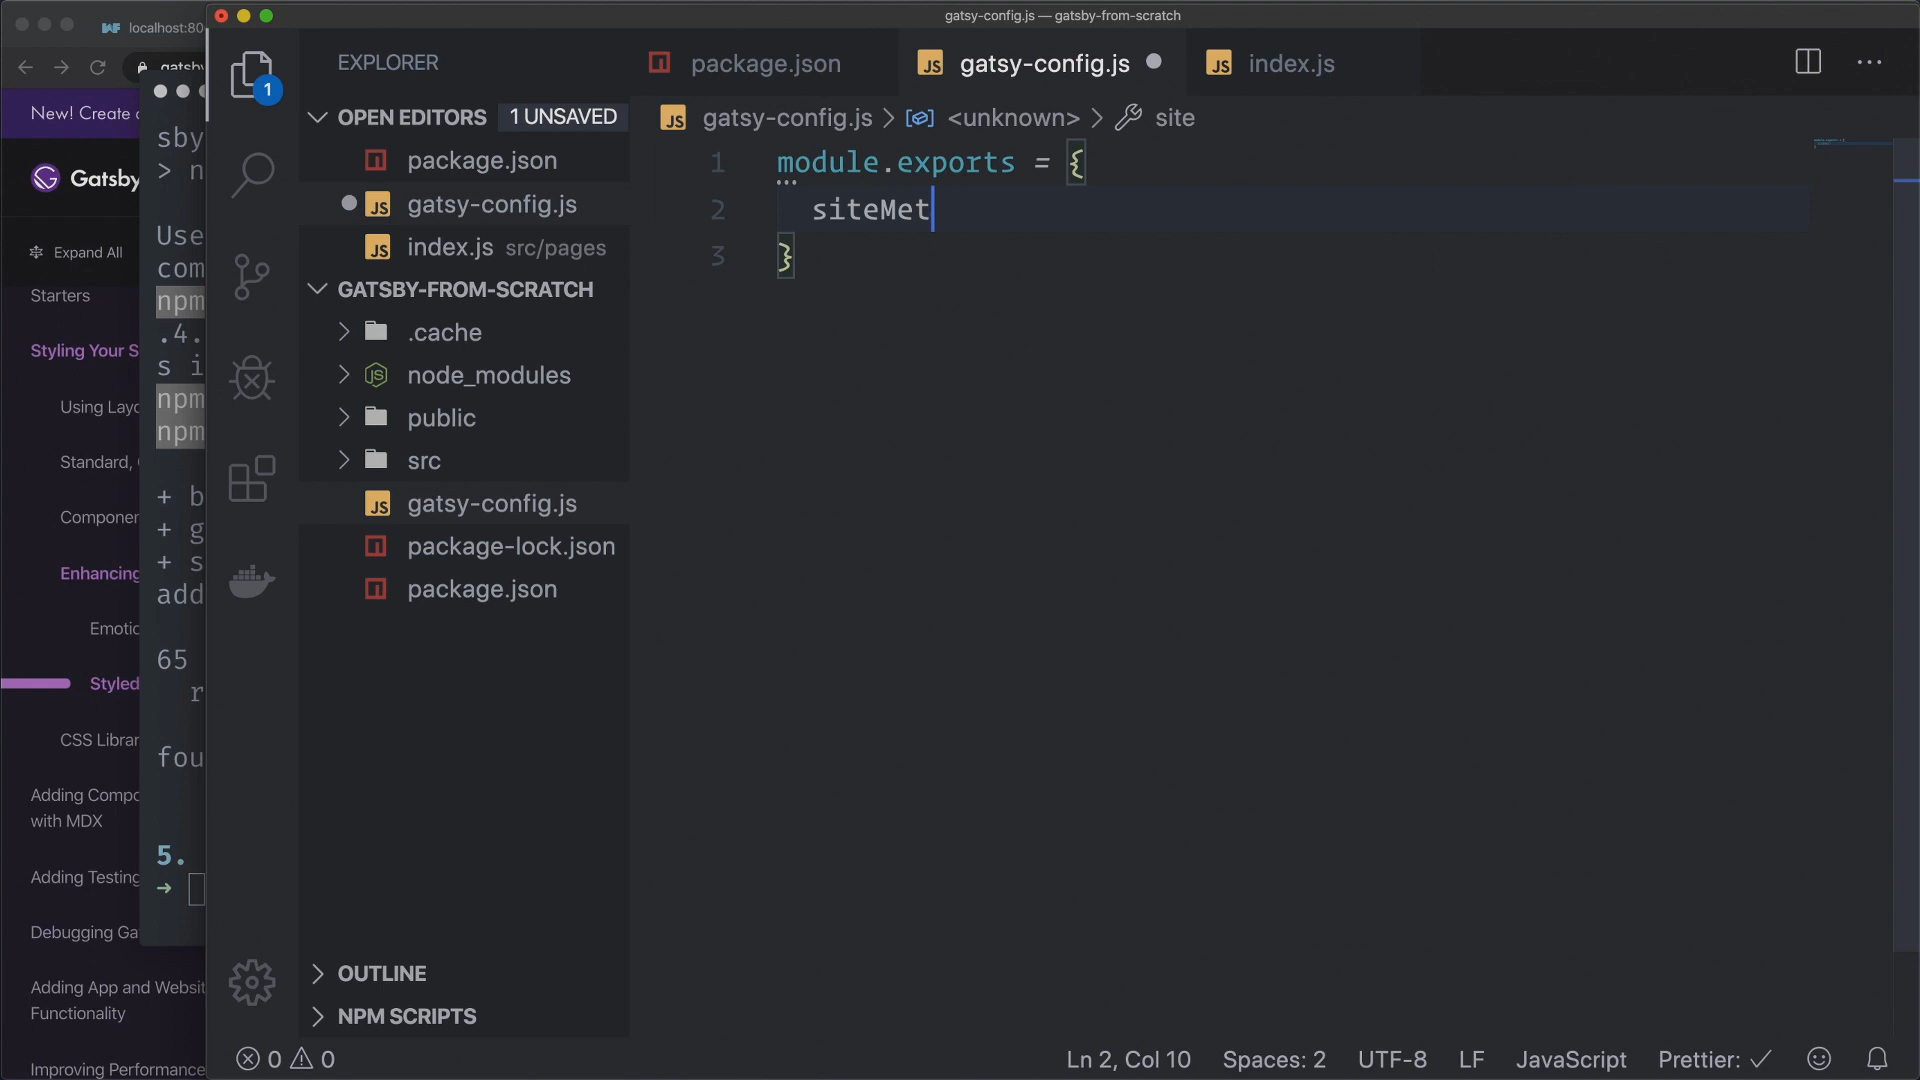 localhost:80
gatsby
New! Create
Gatsby
Expand All
Starters
Styling Your S
Using Layo
Standard,
Componen
Enhancing
Emotio
Styled
CSS Librar
Adding Compo
with MDX
Adding Testing
Debugging Ga
Adding App and Websit
Functionality
Improving Performance
sby
> n
Use
com
npm
.4.
s i
npm
npm
+ b
+ g
+ s
add
65
r
fou
5.
➜
gatsy-config.js — gatsby-from-scratch
1
EXPLORER
OPEN EDITORS 1 UNSAVED
package.json
gatsy-config.js
index.js src/pages
GATSBY-FROM-SCRATCH
.cache
node_modules
public
src
gatsy-config.js
package-lock.json
package.json
OUTLINE
NPM SCRIPTS
package.json gatsy-config.js index.js
gatsy-config.js > <unknown> > site
1 module.exports = {
2 siteMet
3 }
0 0 Ln 2, Col 10 Spaces: 2 UTF-8 LF JavaScript Prettier: ✓